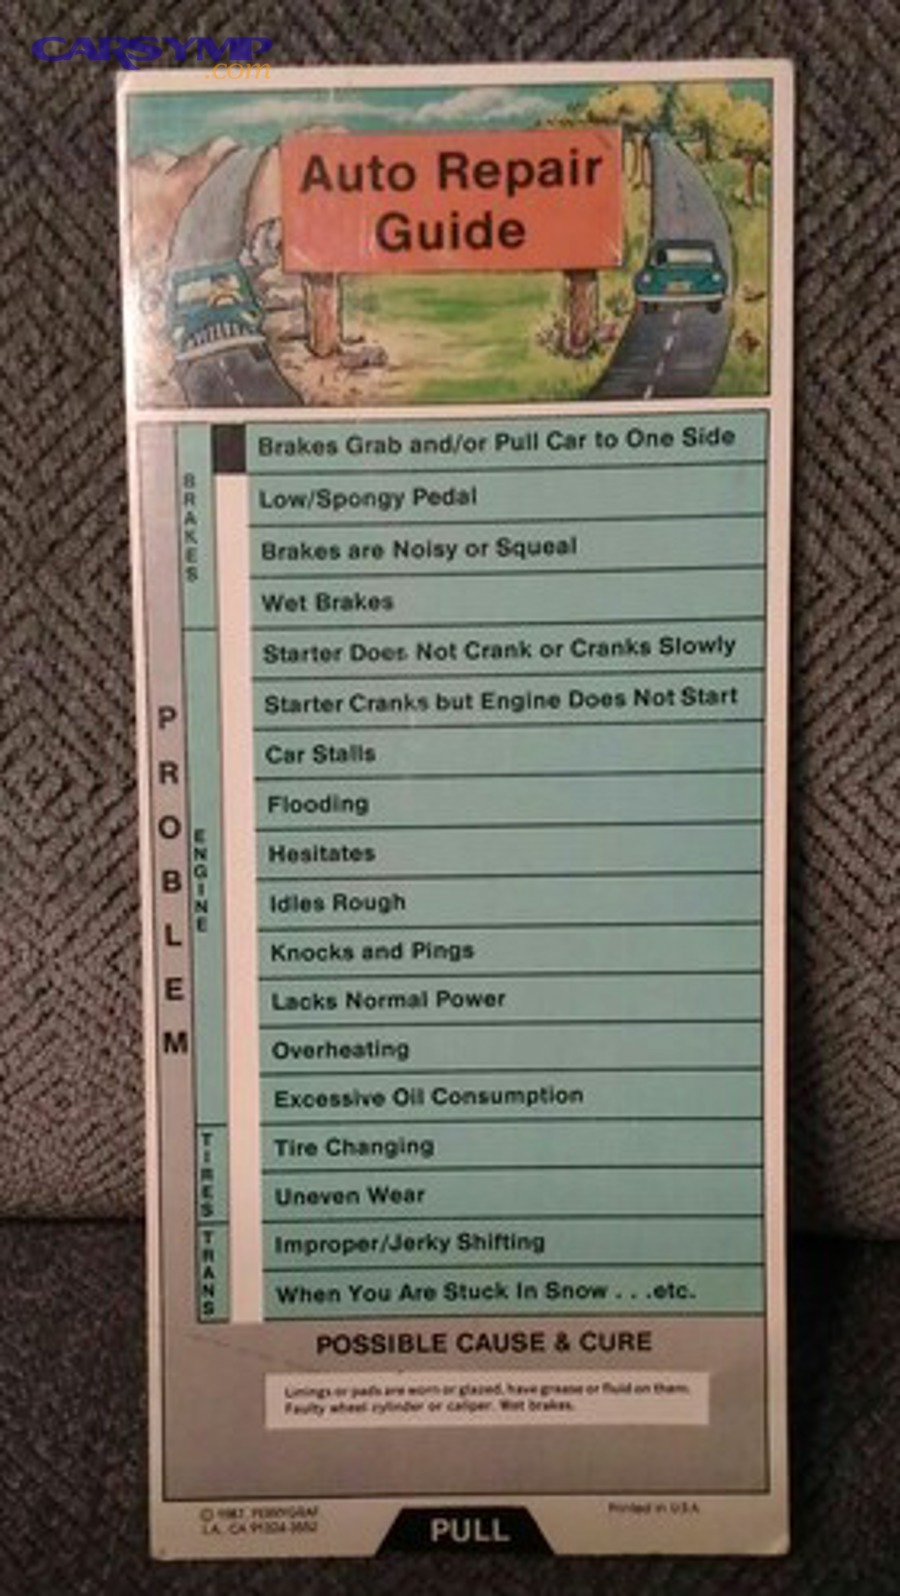 CARSYMP
.com
Auto Repair
Guide
PROBLEM
BRAKES
Brakes Grab and/or Pull Car to One Side
Low/Spongy Pedal
Brakes are Noisy or Squeal
Wet Brakes
ENGINE
Starter Does Not Crank or Cranks Slowly
Starter Cranks but Engine Does Not Start
Car Stalls
Flooding
Hesitates
Idles Rough
Knocks and Pings
Lacks Normal Power
Overheating
Excessive Oil Consumption
TIRES
Tire Changing
Uneven Wear
TRANS
Improper/Jerky Shifting
When You Are Stuck In Snow . . .etc.
POSSIBLE CAUSE & CURE
Linings or pads are worn or glazed, have grease or fluid on them.
Faulty wheel cylinder or caliper. Wet brakes.
© 1987
L.A. CA
Printed in U.S.A.
PULL